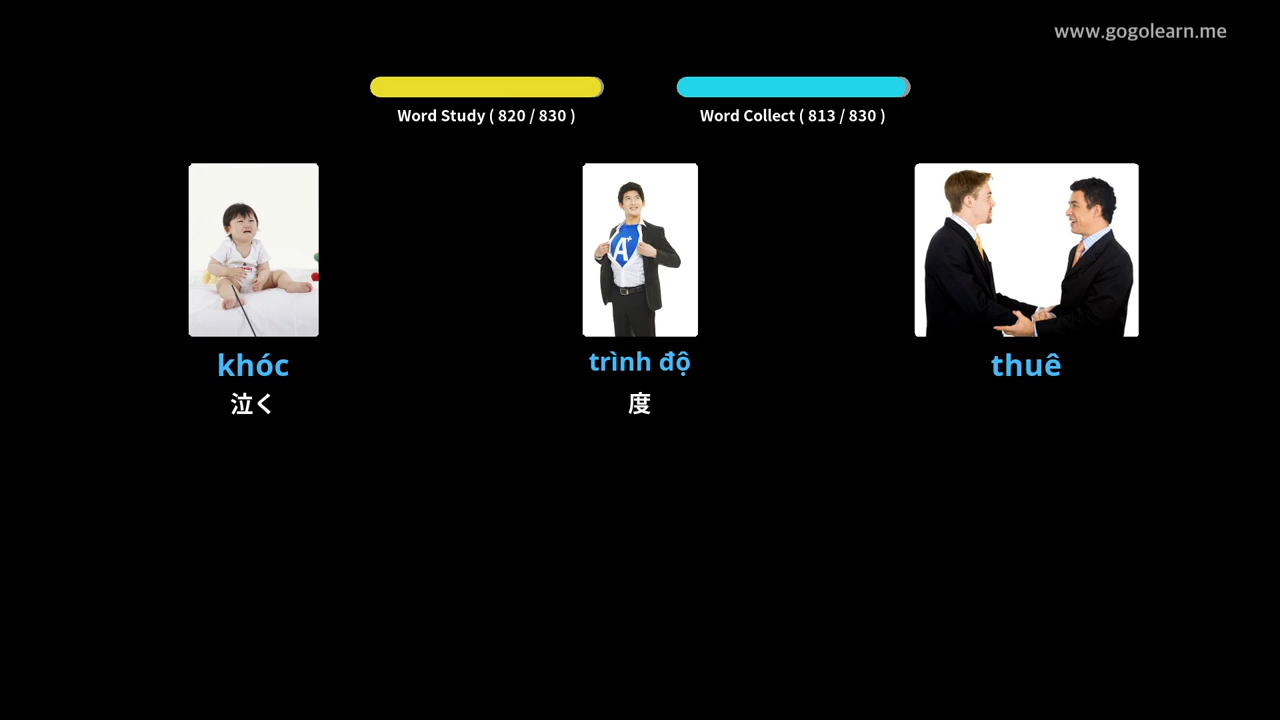 www.gogolearn.me
Word Study ( 820 / 830 )
Word Collect ( 813 / 830 )
A+
khóc
trình độ
thuê
泣く
度